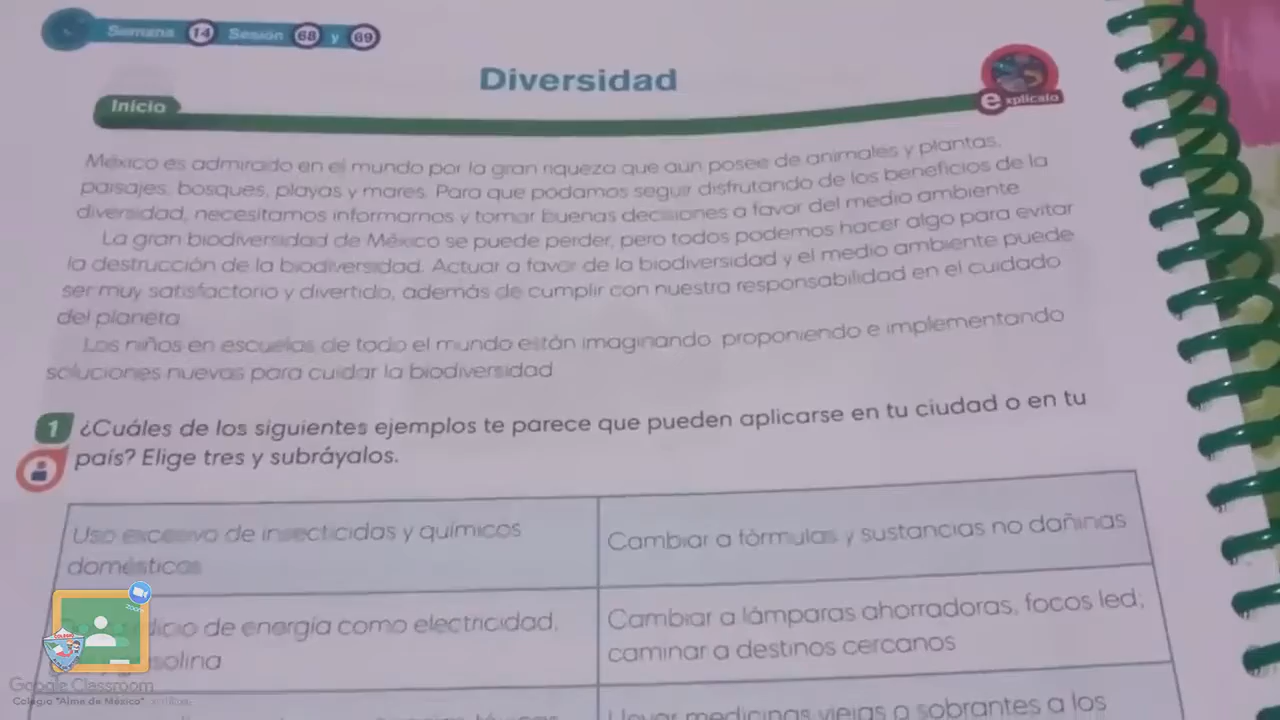 Semana 14 Sesión 68 y 69
Diversidad
Inicio
explícalo
México es admirado en el mundo por la gran riqueza que aun posee de animales y plantas,
paisajes, bosques, playas y mares. Para que podamos seguir disfrutando de los beneficios de la
diversidad, necesitamos informarnos y tomar buenas decisiones a favor del medio ambiente
La gran biodiversidad de México se puede perder, pero todos podemos hacer algo para evitar
la destrucción de la biodiversidad. Actuar a favor de la biodiversidad y el medio ambiente puede
ser muy satisfactorio y divertido, además de cumplir con nuestra responsabilidad en el cuidado
del planeta
Los niños en escuelas de todo el mundo están imaginando, proponiendo e implementando
soluciones nuevas para cuidar la biodiversidad
1 ¿Cuáles de los siguientes ejemplos te parece que pueden aplicarse en tu ciudad o en tu
país? Elige tres y subráyalos.
Uso excesivo de insecticidas y químicos
domésticos
Cambiar a fórmulas y sustancias no dañinas
de energía como electricidad,
Cambiar a lámparas ahorradoras, focos led;
caminar a destinos cercanos
Llevar medicinas viejas o sobrantes a los
zoom
Google Classroom
Colegio "Alma de México"